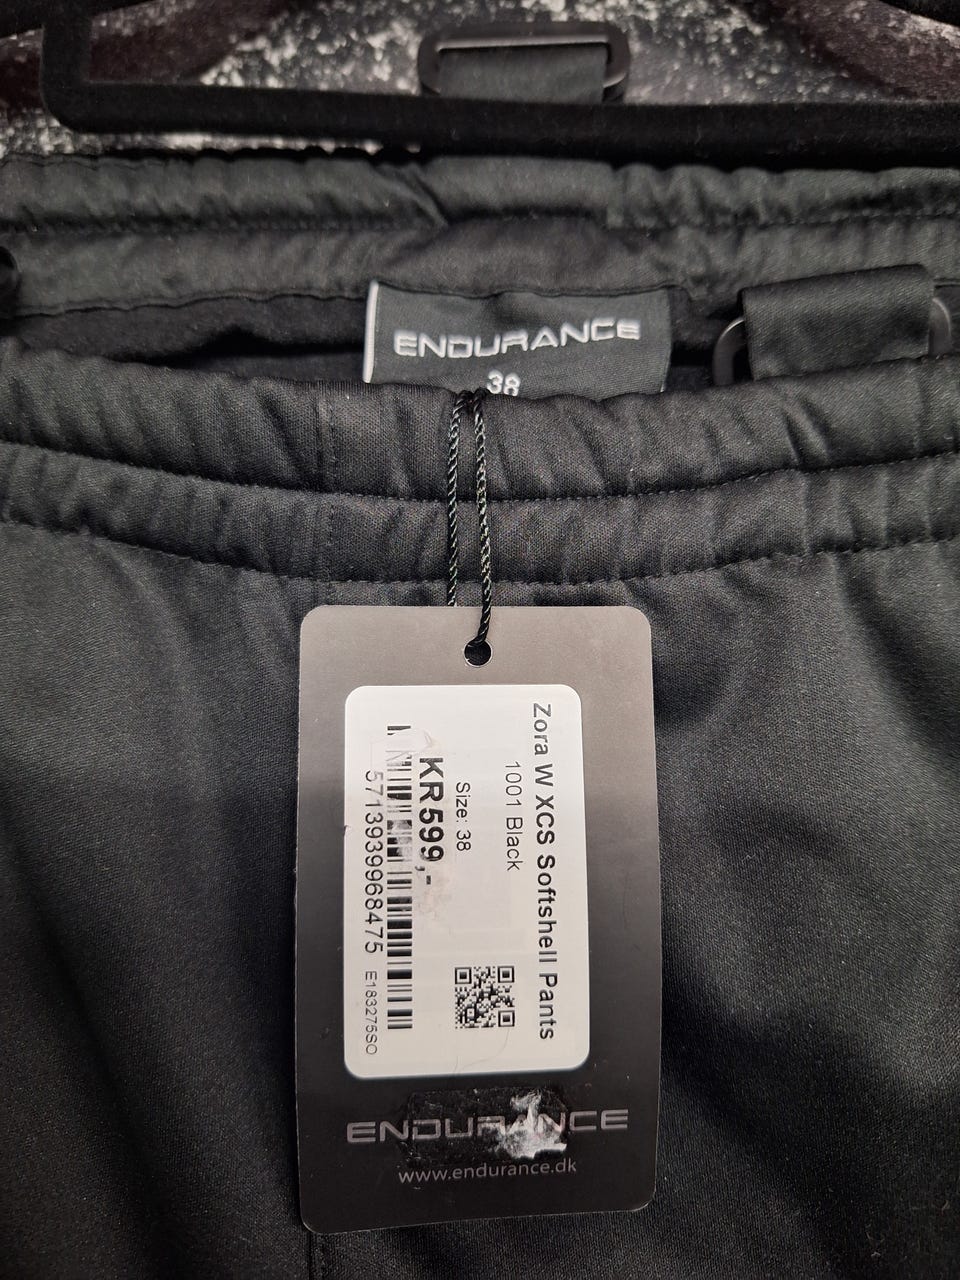 ENDURANCE
38
Zora W XCS Softshell Pants
1001 Black
Size: 38
KR599,-
5713939968475
E183275SO
ENDURANCE
www.endurance.dk